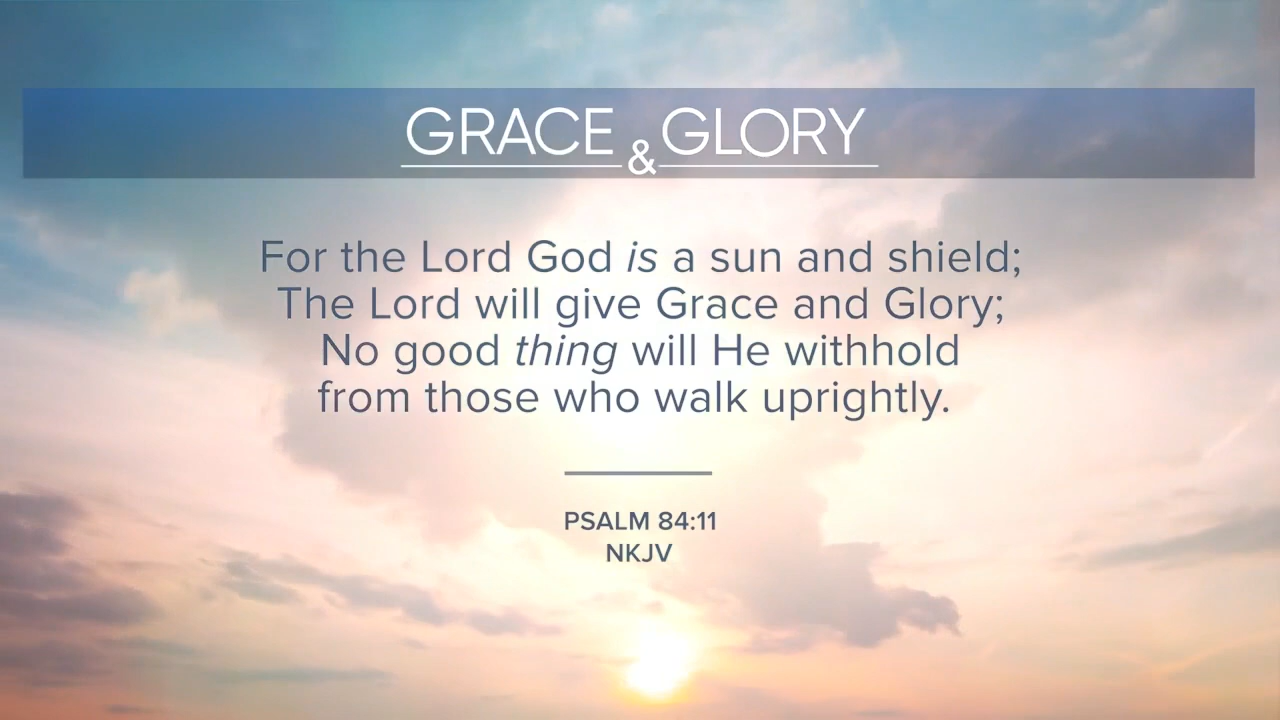 GRACE & GLORY
For the Lord God is a sun and shield;
The Lord will give Grace and Glory;
No good thing will He withhold
from those who walk uprightly.
PSALM 84:11
NKJV